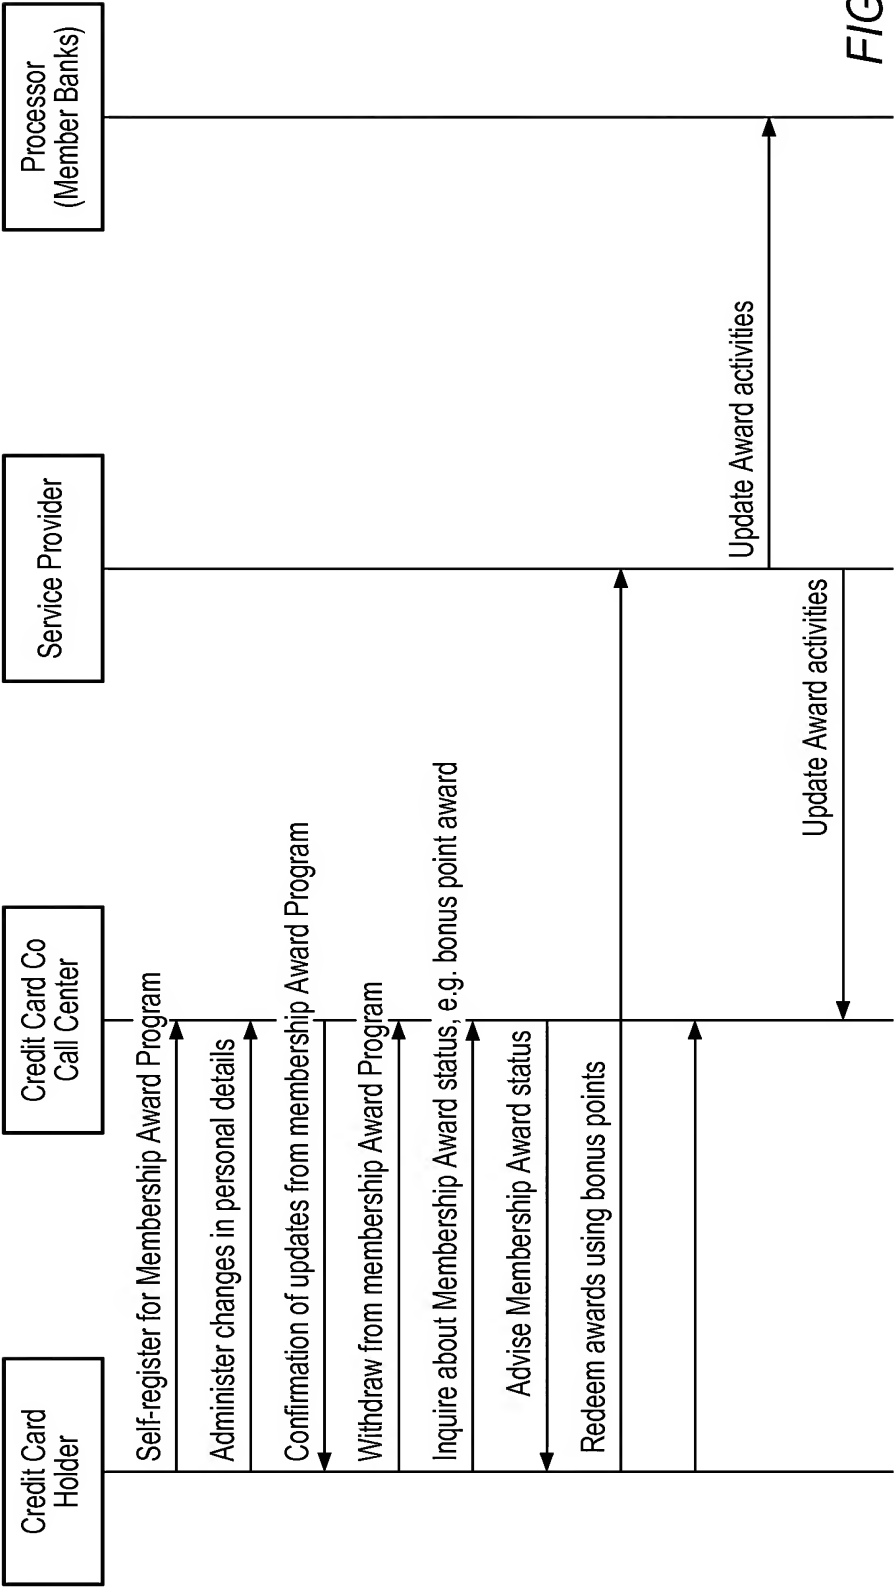 Credit Card
Holder
Credit Card Co
Call Center
Service Provider
Processor
(Member Banks)
Self-register for Membership Award Program
Administer changes in personal details
Confirmation of updates from membership Award Program
Withdraw from membership Award Program
Inquire about Membership Award status, e.g. bonus point award
Advise Membership Award status
Redeem awards using bonus points
Update Award activities
Update Award activities
FIG